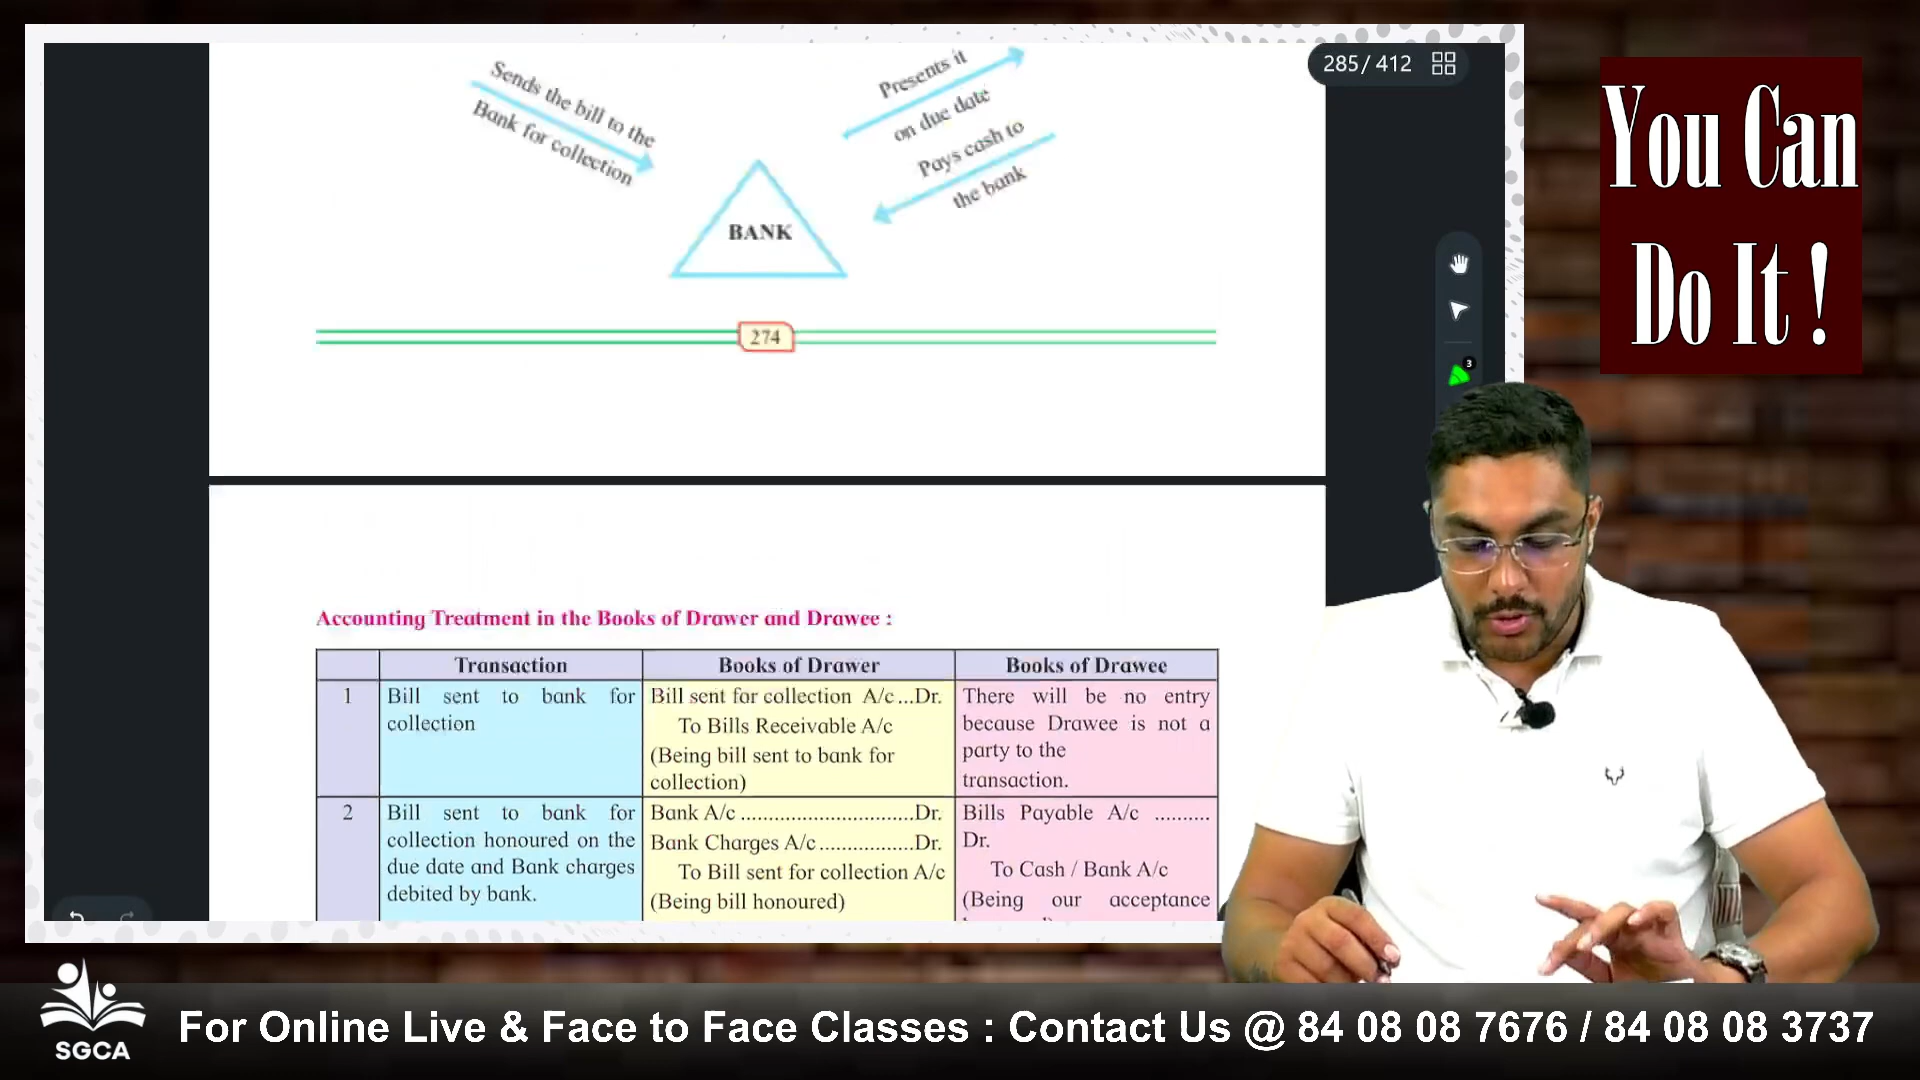 Sends the bill to the
Bank for collection
Presents it
on due date
Pays cash to
the bank
BANK
274
285 / 412
You Can
Do It !
3
Accounting Treatment in the Books of Drawer and Drawee :
Transaction
Books of Drawer
Books of Drawee
1
Bill sent to bank for
collection
Bill sent for collection A/c...Dr.
To Bills Receivable A/c
(Being bill sent to bank for
collection)
There will be no entry
because Drawee is not a
party to the
transaction.
2
Bill sent to bank for
collection honoured on the
due date and Bank charges
debited by bank.
Bank A/c ..............................Dr.
Bank Charges A/c.................Dr.
To Bill sent for collection A/c
(Being bill honoured)
Bills Payable A/c ..........
Dr.
To Cash / Bank A/c
(Being our acceptance
SGCA
For Online Live & Face to Face Classes : Contact Us @ 84 08 08 7676 / 84 08 08 3737